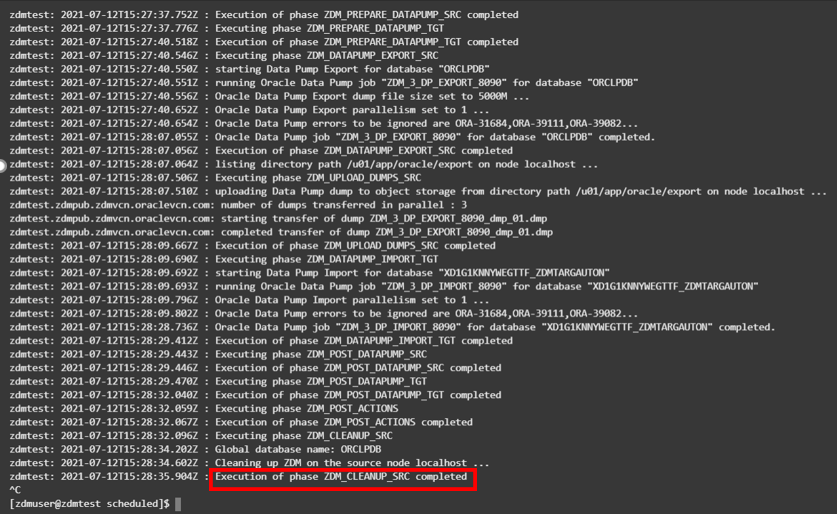 zdmtest: 2021-07-12T15:27:37.752Z : Execution of phase ZDM_PREPARE_DATAPUMP_SRC completed
zdmtest: 2021-07-12T15:27:37.776Z : Executing phase ZDM_PREPARE_DATAPUMP_TGT
zdmtest: 2021-07-12T15:27:40.518Z : Execution of phase ZDM_PREPARE_DATAPUMP_TGT completed
zdmtest: 2021-07-12T15:27:40.546Z : Executing phase ZDM_DATAPUMP_EXPORT_SRC
zdmtest: 2021-07-12T15:27:40.550Z : starting Data Pump Export for database "ORCLPDB"
zdmtest: 2021-07-12T15:27:40.551Z : running Oracle Data Pump job "ZDM_3_DP_EXPORT_8090" for database "ORCLPDB"
zdmtest: 2021-07-12T15:27:40.556Z : Oracle Data Pump Export dump file size set to 5000M ...
zdmtest: 2021-07-12T15:27:40.652Z : Oracle Data Pump Export parallelism set to 1 ...
zdmtest: 2021-07-12T15:27:40.654Z : Oracle Data Pump errors to be ignored are ORA-31684,ORA-39111,ORA-39082...
zdmtest: 2021-07-12T15:28:07.055Z : Oracle Data Pump job "ZDM_3_DP_EXPORT_8090" for database "ORCLPDB" completed.
zdmtest: 2021-07-12T15:28:07.056Z : Execution of phase ZDM_DATAPUMP_EXPORT_SRC completed
zdmtest: 2021-07-12T15:28:07.064Z : listing directory path /u01/app/oracle/export on node localhost ...
zdmtest: 2021-07-12T15:28:07.506Z : Executing phase ZDM_UPLOAD_DUMPS_SRC
zdmtest: 2021-07-12T15:28:07.510Z : uploading Data Pump dump to object storage from directory path /u01/app/oracle/export on node localhost ...
zdmtest.zdmpub.zdmvcn.oraclevcn.com: number of dumps transferred in parallel : 3
zdmtest.zdmpub.zdmvcn.oraclevcn.com: starting transfer of dump ZDM_3_DP_EXPORT_8090_dmp_01.dmp
zdmtest.zdmpub.zdmvcn.oraclevcn.com: completed transfer of dump ZDM_3_DP_EXPORT_8090_dmp_01.dmp
zdmtest: 2021-07-12T15:28:09.667Z : Execution of phase ZDM_UPLOAD_DUMPS_SRC completed
zdmtest: 2021-07-12T15:28:09.690Z : Executing phase ZDM_DATAPUMP_IMPORT_TGT
zdmtest: 2021-07-12T15:28:09.692Z : starting Data Pump Import for database "XD1G1KNNYWEGTTF_ZDMTARGAUTON"
zdmtest: 2021-07-12T15:28:09.693Z : running Oracle Data Pump job "ZDM_3_DP_IMPORT_8090" for database "XD1G1KNNYWEGTTF_ZDMTARGAUTON"
zdmtest: 2021-07-12T15:28:09.796Z : Oracle Data Pump Import parallelism set to 1 ...
zdmtest: 2021-07-12T15:28:09.802Z : Oracle Data Pump errors to be ignored are ORA-31684,ORA-39111,ORA-39082...
zdmtest: 2021-07-12T15:28:28.736Z : Oracle Data Pump job "ZDM_3_DP_IMPORT_8090" for database "XD1G1KNNYWEGTTF_ZDMTARGAUTON" completed.
zdmtest: 2021-07-12T15:28:29.412Z : Execution of phase ZDM_DATAPUMP_IMPORT_TGT completed
zdmtest: 2021-07-12T15:28:29.443Z : Executing phase ZDM_POST_DATAPUMP_SRC
zdmtest: 2021-07-12T15:28:29.446Z : Execution of phase ZDM_POST_DATAPUMP_SRC completed
zdmtest: 2021-07-12T15:28:29.470Z : Executing phase ZDM_POST_DATAPUMP_TGT
zdmtest: 2021-07-12T15:28:32.040Z : Execution of phase ZDM_POST_DATAPUMP_TGT completed
zdmtest: 2021-07-12T15:28:32.059Z : Executing phase ZDM_POST_ACTIONS
zdmtest: 2021-07-12T15:28:32.067Z : Execution of phase ZDM_POST_ACTIONS completed
zdmtest: 2021-07-12T15:28:32.096Z : Executing phase ZDM_CLEANUP_SRC
zdmtest: 2021-07-12T15:28:34.202Z : Global database name: ORCLPDB
zdmtest: 2021-07-12T15:28:34.602Z : Cleaning up ZDM on the source node localhost ...
zdmtest: 2021-07-12T15:28:35.904Z : Execution of phase ZDM_CLEANUP_SRC completed
^C
[zdmuser@zdmtest scheduled]$